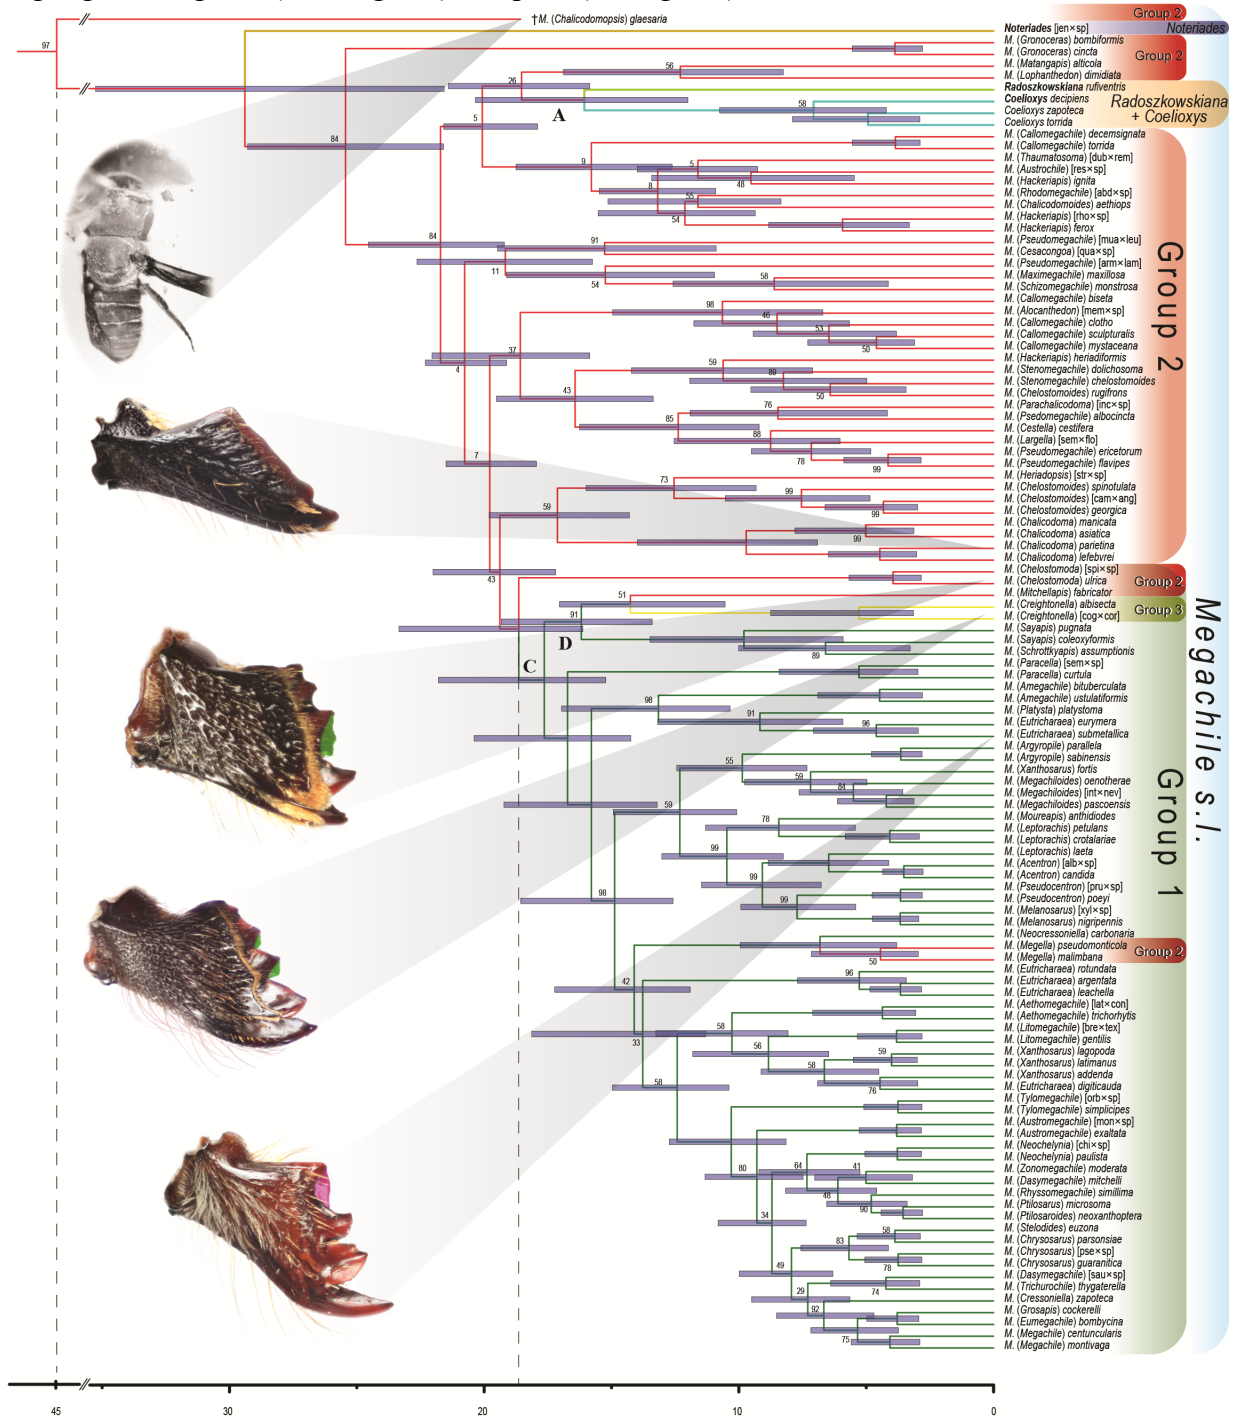 †M. (Chalicodomopsis) glaesaria
Group 2
Noteriades [jen×sp]
Noteriades
M. (Gronoceras) bombiformis
M. (Gronoceras) cincta
Group 2
M. (Matangapis) alticola
M. (Lophanthedon) dimidiata
Radoszkowskiana rufiventris
Coelioxys decipiens
Coelioxys zapoteca
Coelioxys torrida
Radoszkowskiana
+ Coelioxys
M. (Callomegachile) decemsignata
M. (Callomegachile) torrida
M. (Thaumatosoma) [dub×rem]
M. (Austrochile) [res×sp]
M. (Hackeriapis) ignita
M. (Rhodomegachile) [abd×sp]
M. (Chalicodomoides) aethiops
M. (Hackeriapis) [rho×sp]
M. (Hackeriapis) ferox
M. (Pseudomegachile) [mua×leu]
M. (Cesacongoa) [qua×sp]
M. (Pseudomegachile) [arm×lam]
M. (Maximegachile) maxillosa
M. (Schizomegachile) monstrosa
M. (Callomegachile) biseta
M. (Alocanthedon) [mem×sp]
M. (Callomegachile) clotho
M. (Callomegachile) sculpturalis
M. (Callomegachile) mystaceana
M. (Hackeriapis) heriadiformis
M. (Stenomegachile) dolichosoma
M. (Stenomegachile) chelostomoides
M. (Chelostomoides) rugifrons
M. (Parachalicodoma) [inc×sp]
M. (Psedomegachile) albocincta
M. (Cestella) cestifera
M. (Largella) [sem×flo]
M. (Pseudomegachile) ericetorum
M. (Pseudomegachile) flavipes
M. (Heriadopsis) [str×sp]
M. (Chelostomoides) spinotulata
M. (Chelostomoides) [cam×ang]
M. (Chelostomoides) georgica
M. (Chalicodoma) manicata
M. (Chalicodoma) asiatica
M. (Chalicodoma) parietina
M. (Chalicodoma) lefebvrei
Group 2
M. (Chelostomoda) [spi×sp]
M. (Chelostomoda) ulrica
M. (Mitchellapis) fabricator
Group 2
M. (Creightonella) albisecta
M. (Creightonella) [cog×cor]
Group 3
M. (Sayapis) pugnata
M. (Sayapis) coleoxyformis
M. (Schrottkyapis) assumptionis
M. (Paracella) [sem×sp]
M. (Paracella) curtula
M. (Amegachile) bituberculata
M. (Amegachile) ustulatiformis
M. (Platysta) platystoma
M. (Eutricharaea) eurymera
M. (Eutricharaea) submetallica
M. (Argyropile) parallela
M. (Argyropile) sabinensis
M. (Xanthosarus) fortis
M. (Megachiloides) oenotherae
M. (Megachiloides) [int×nev]
M. (Megachiloides) pascoensis
M. (Moureapis) anthidiodes
M. (Leptorachis) petulans
M. (Leptorachis) crotalariae
M. (Leptorachis) laeta
M. (Acentron) [alb×sp]
M. (Acentron) candida
M. (Pseudocentron) [pru×sp]
M. (Pseudocentron) poeyi
M. (Melanosarus) [xyl×sp]
M. (Melanosarus) nigripennis
M. (Neocressoniella) carbonaria
M. (Megella) pseudomonticola
M. (Megella) malimbana
Group 2
M. (Eutricharaea) rotundata
M. (Eutricharaea) argentata
M. (Eutricharaea) leachella
M. (Aethomegachile) [lat×con]
M. (Aethomegachile) trichorhytis
M. (Litomegachile) [bre×tex]
M. (Litomegachile) gentilis
M. (Xanthosarus) lagopoda
M. (Xanthosarus) latimanus
M. (Xanthosarus) addenda
M. (Eutricharaea) digiticauda
M. (Tylomegachile) [orb×sp]
M. (Tylomegachile) simplicipes
M. (Austromegachile) [mon×sp]
M. (Austromegachile) exaltata
M. (Neochelynia) [chi×sp]
M. (Neochelynia) paulista
M. (Zonomegachile) moderata
M. (Dasymegachile) mitchelli
M. (Rhyssomegachile) simillima
M. (Ptilosarus) microsoma
M. (Ptilosaroides) neoxanthoptera
M. (Stelodides) euzona
M. (Chrysosarus) parsoniae
M. (Chrysosarus) [pse×sp]
M. (Chrysosarus) guaranitica
M. (Dasymegachile) [sau×sp]
M. (Trichurochile) thygaterella
M. (Cressoniella) zapoteca
M. (Grosapis) cockerelli
M. (Eumegachile) bombycina
M. (Megachile) centuncularis
M. (Megachile) montivaga
Group 1
Megachile s.l.
97
84
5
26
56
A
58
9
5
48
8
55
54
84
91
11
54
58
98
46
53
50
37
4
59
89
50
43
76
85
88
78
99
7
73
99
99
59
99
43
51
91
D
89
C
98
91
96
55
59
84
59
78
99
99
99
98
50
42
96
33
58
56
59
58
76
58
80
64
41
48
90
34
58
83
78
49
74
29
92
75
45
30
20
10
0